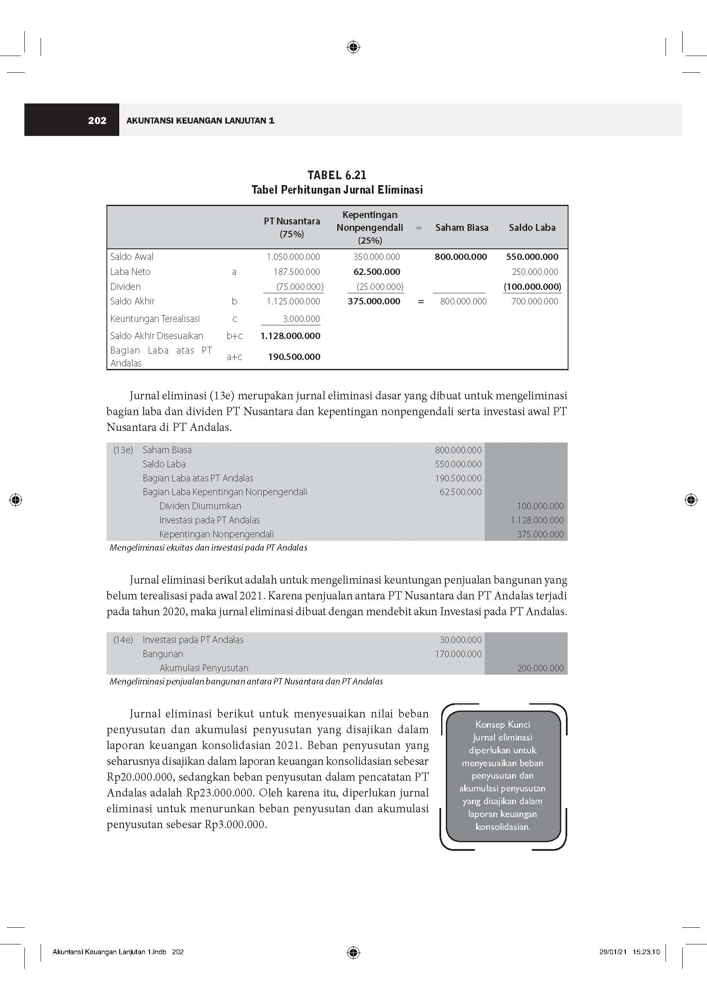 202 AKUNTANSI KEUANGAN LANJUTAN 1
TABEL 6.21
Tabel Perhitungan Jurnal Eliminasi
PT Nusantara (75%) Kepentingan Nonpengendali (25%) = Saham Biasa Saldo Laba
Saldo Awal 1.050.000.000 350.000.000 800.000.000 550.000.000
Laba Neto a 187.500.000 62.500.000 250.000.000
Dividen (75.000.000) (25.000.000) (100.000.000)
Saldo Akhir b 1.125.000.000 375.000.000 = 800.000.000 700.000.000
Keuntungan Terealisasi c 3.000.000
Saldo Akhir Disesuaikan b+c 1.128.000.000
Bagian Laba atas PT
Andalas a+c 190.500.000
Jurnal eliminasi (13e) merupakan jurnal eliminasi dasar yang dibuat untuk mengeliminasi
bagian laba dan dividen PT Nusantara dan kepentingan nonpengendali serta investasi awal PT
Nusantara di PT Andalas.
(13e) Saham Biasa 800.000.000
Saldo Laba 550.000.000
Bagian Laba atas PT Andalas 190.500.000
Bagian Laba Kepentingan Nonpengendali 62.500.000
Dividen Diumumkan 100.000.000
Investasi pada PT Andalas 1.128.000.000
Kepentingan Nonpengendali 375.000.000
Mengeliminasi ekuitas dan investasi pada PT Andalas
Jurnal eliminasi berikut adalah untuk mengeliminasi keuntungan penjualan bangunan yang
belum terealisasi pada awal 2021. Karena penjualan antara PT Nusantara dan PT Andalas terjadi
pada tahun 2020, maka jurnal eliminasi dibuat dengan mendebit akun Investasi pada PT Andalas.
(14e) Investasi pada PT Andalas 30.000.000
Bangunan 170.000.000
Akumulasi Penyusutan 200.000.000
Mengeliminasi penjualan bangunan antara PT Nusantara dan PT Andalas
Jurnal eliminasi berikut untuk menyesuaikan nilai beban
penyusutan dan akumulasi penyusutan yang disajikan dalam
laporan keuangan konsolidasian 2021. Beban penyusutan yang
seharusnya disajikan dalam laporan keuangan konsolidasian sebesar
Rp20.000.000, sedangkan beban penyusutan dalam pencatatan PT
Andalas adalah Rp23.000.000. Oleh karena itu, diperlukan jurnal
eliminasi untuk menurunkan beban penyusutan dan akumulasi
penyusutan sebesar Rp3.000.000.
Konsep Kunci
Jurnal eliminasi
diperlukan untuk
menyesuaikan beban
penyusutan dan
akumulasi penyusutan
yang disajikan dalam
laporan keuangan
konsolidasian.
Akuntansi Keuangan Lanjutan 1.indb 202 29/01/21 15:23:10